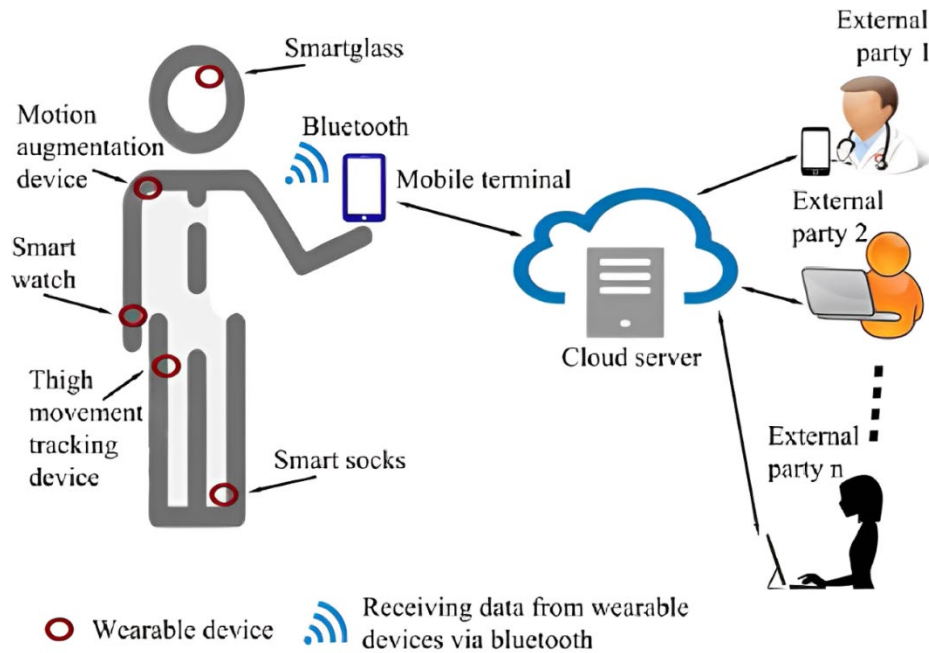 Smartglass
Motion
augmentation
device
Bluetooth
Mobile terminal
Smart
watch
Thigh
movement
tracking
device
Smart socks
Cloud server
External
party 1
External
party 2
External
party n
Wearable device
Receiving data from wearable
devices via bluetooth